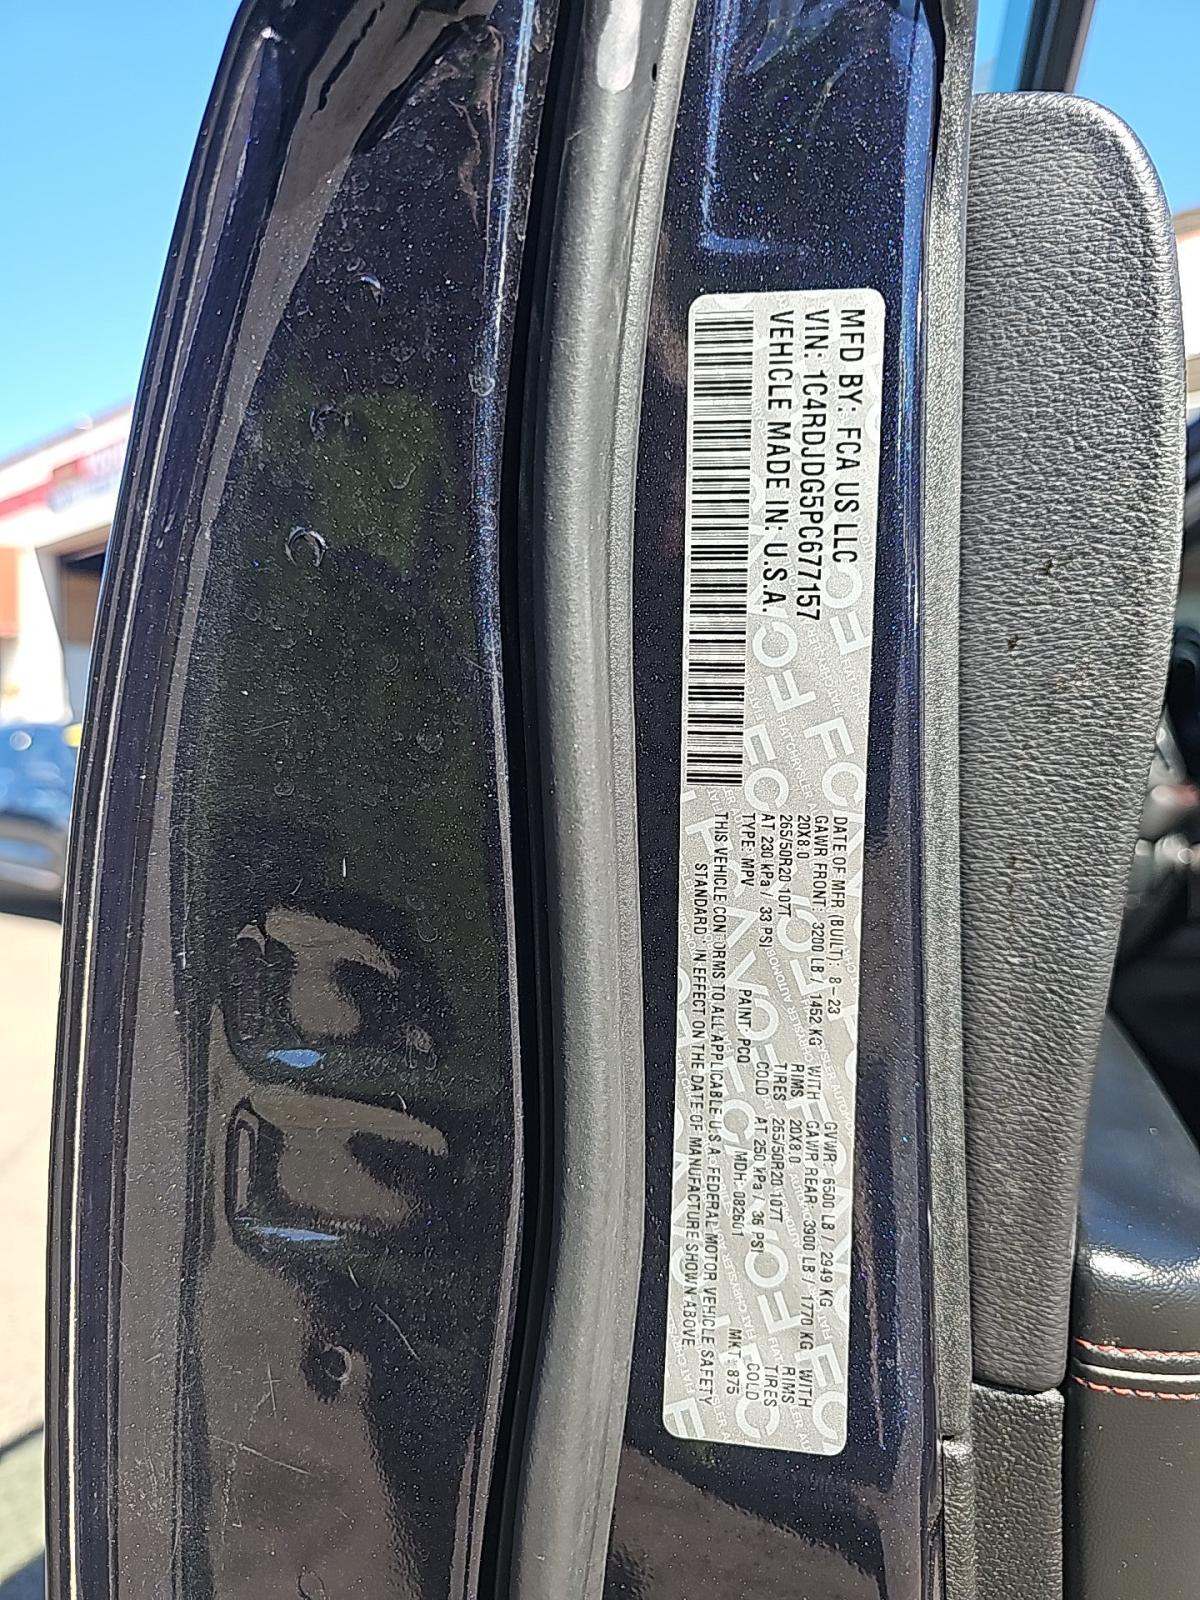 MFD BY: FCA US LLC
VIN: 1C4RDJDG5PC677157
VEHICLE MADE IN: U.S.A.
DATE OF MFR (BUILT): 8-23 GVWR: 6500 LB / 2949 KG
GAWR FRONT: 3200 LB / 1452 KG WITH GAWR REAR: 3900 LB / 1770 KG WITH
20X8.0 RIMS 20X8.0 RIMS
265/50R20 107T TIRES 265/50R20 107T TIRES
AT 230 kPa / 33 PSI COLD AT 250 kPa / 36 PSI COLD
TYPE: MPV PAINT: PCQ MDH: 082601 MKT: 875
THIS VEHICLE CONFORMS TO ALL APPLICABLE U.S.A. FEDERAL MOTOR VEHICLE SAFETY
STANDARDS IN EFFECT ON THE DATE OF MANUFACTURE SHOWN ABOVE